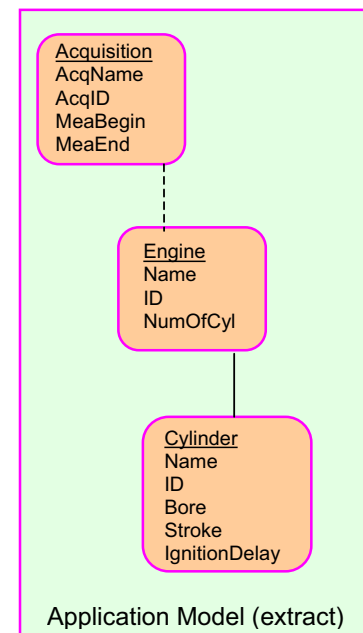 Acquisition
AcqName
AcqID
MeaBegin
MeaEnd
Engine
Name
ID
NumOfCyl
Cylinder
Name
ID
Bore
Stroke
IgnitionDelay
Application Model (extract)